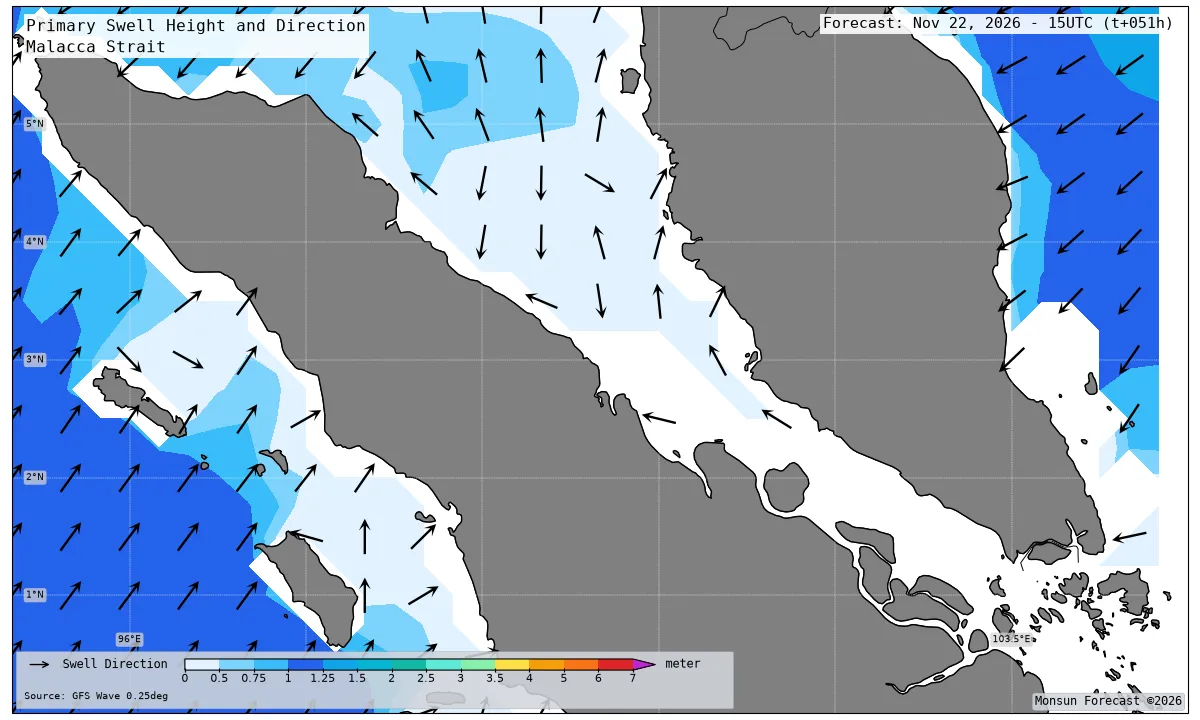 Primary Swell Height and Direction
Malacca Strait
Forecast: Nov 22, 2026 - 15UTC (t+051h)
5°N
4°N
3°N
2°N
1°N
96°E
103.5°E
Swell Direction
0 0.5 0.75 1 1.25 1.5 2 2.5 3 3.5 4 5 6 7
meter
Source: GFS Wave 0.25deg
Monsun Forecast ©2026